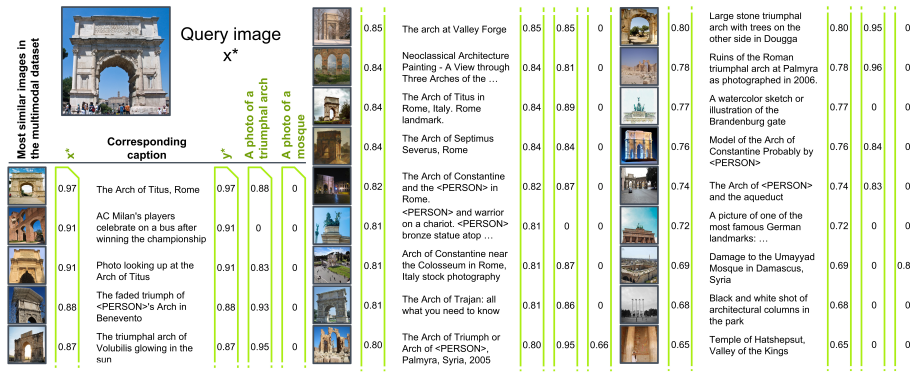 Most similar images in
the multimodal dataset
Query image
x*
x*
Corresponding
caption
y*
A photo of a
triumphal arch
A photo of a
mosque
0.97
The Arch of Titus, Rome
0.97
0.88
0
0.91
AC Milan's players
celebrate on a bus after
winning the championship
0.91
0
0
0.91
Photo looking up at the
Arch of Titus
0.91
0.83
0
0.88
The faded triumph of
<PERSON>'s Arch in
Benevento
0.88
0.93
0
0.87
The triumphal arch of
Volubilis glowing in the
sun
0.87
0.95
0
0.85
The arch at Valley Forge
0.85
0.85
0
0.84
Neoclassical Architecture
Painting - A View through
Three Arches of the …
0.84
0.81
0
0.84
The Arch of Titus in
Rome, Italy. Rome
landmark.
0.84
0.89
0
0.84
The Arch of Septimus
Severus, Rome
0.84
0.84
0
0.82
The Arch of Constantine
and the <PERSON> in
Rome.
0.82
0.87
0
0.81
<PERSON> and warrior
on a chariot. <PERSON>
bronze statue atop …
0.81
0
0
0.81
Arch of Constantine near
the Colosseum in Rome,
Italy stock photography
0.81
0.87
0
0.81
The Arch of Trajan: all
what you need to know
0.81
0.86
0
0.80
The Arch of Triumph or
Arch of <PERSON>,
Palmyra, Syria, 2005
0.80
0.95
0.66
0.80
Large stone triumphal
arch with trees on the
other side in Dougga
0.80
0.95
0
0.78
Ruins of the Roman
triumphal arch at Palmyra
as photographed in 2006.
0.78
0.96
0
0.77
A watercolor sketch or
illustration of the
Brandenburg gate
0.77
0
0
0.76
Model of the Arch of
Constantine Probably by
<PERSON>
0.76
0.84
0
0.74
The Arch of <PERSON>
and the aqueduct
0.74
0.83
0
0.72
A picture of one of the
most famous German
landmarks: …
0.72
0
0
0.69
Damage to the Umayyad
Mosque in Damascus,
Syria
0.69
0
0.8
0.68
Black and white shot of
architectural columns in
the park
0.68
0
0
0.65
Temple of Hatshepsut,
Valley of the Kings
0.65
0
0